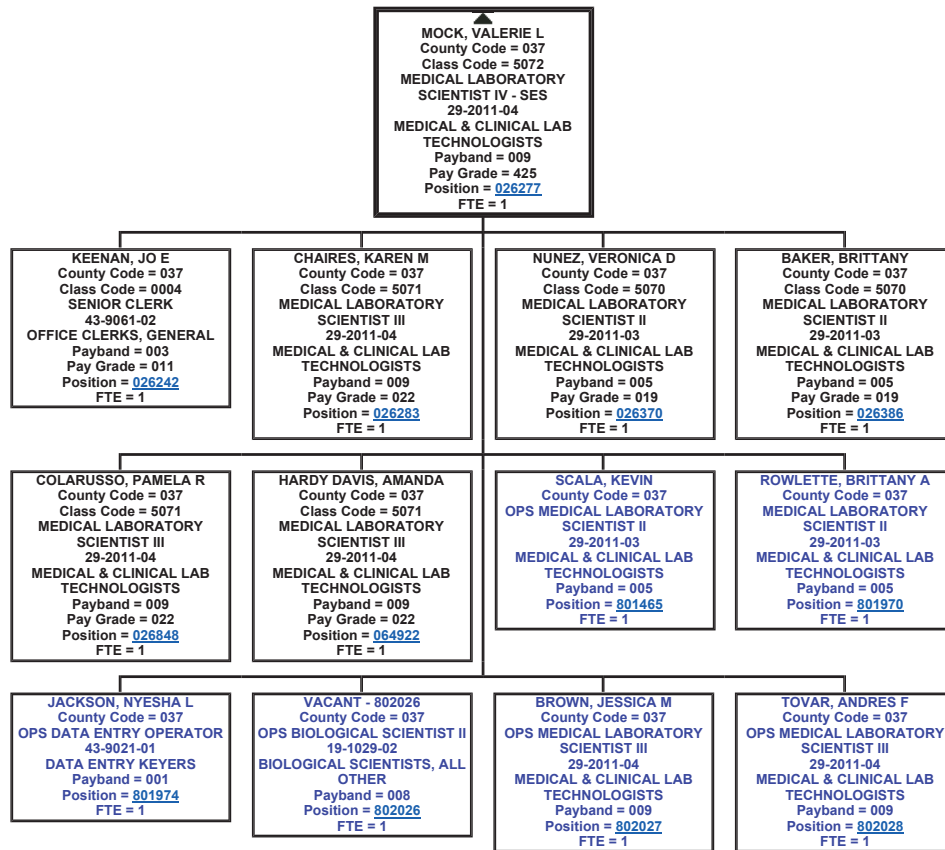 MOCK, VALERIE L
County Code = 037
Class Code = 5072
MEDICAL LABORATORY
SCIENTIST IV - SES
29-2011-04
MEDICAL & CLINICAL LAB
TECHNOLOGISTS
Payband = 009
Pay Grade = 425
Position = 026277
FTE = 1
KEENAN, JO E
County Code = 037
Class Code = 0004
SENIOR CLERK
43-9061-02
OFFICE CLERKS, GENERAL
Payband = 003
Pay Grade = 011
Position = 026242
FTE = 1
CHAIRES, KAREN M
County Code = 037
Class Code = 5071
MEDICAL LABORATORY
SCIENTIST III
29-2011-04
MEDICAL & CLINICAL LAB
TECHNOLOGISTS
Payband = 009
Pay Grade = 022
Position = 026283
FTE = 1
NUNEZ, VERONICA D
County Code = 037
Class Code = 5070
MEDICAL LABORATORY
SCIENTIST II
29-2011-03
MEDICAL & CLINICAL LAB
TECHNOLOGISTS
Payband = 005
Pay Grade = 019
Position = 026370
FTE = 1
BAKER, BRITTANY
County Code = 037
Class Code = 5070
MEDICAL LABORATORY
SCIENTIST II
29-2011-03
MEDICAL & CLINICAL LAB
TECHNOLOGISTS
Payband = 005
Pay Grade = 019
Position = 026386
FTE = 1
COLARUSSO, PAMELA R
County Code = 037
Class Code = 5071
MEDICAL LABORATORY
SCIENTIST III
29-2011-04
MEDICAL & CLINICAL LAB
TECHNOLOGISTS
Payband = 009
Pay Grade = 022
Position = 026848
FTE = 1
HARDY DAVIS, AMANDA
County Code = 037
Class Code = 5071
MEDICAL LABORATORY
SCIENTIST III
29-2011-04
MEDICAL & CLINICAL LAB
TECHNOLOGISTS
Payband = 009
Pay Grade = 022
Position = 064922
FTE = 1
SCALA, KEVIN
County Code = 037
OPS MEDICAL LABORATORY
SCIENTIST II
29-2011-03
MEDICAL & CLINICAL LAB
TECHNOLOGISTS
Payband = 005
Position = 801465
FTE = 1
ROWLETTE, BRITTANY A
County Code = 037
MEDICAL LABORATORY
SCIENTIST II
29-2011-03
MEDICAL & CLINICAL LAB
TECHNOLOGISTS
Payband = 005
Position = 801970
FTE = 1
JACKSON, NYESHA L
County Code = 037
OPS DATA ENTRY OPERATOR
43-9021-01
DATA ENTRY KEYERS
Payband = 001
Position = 801974
FTE = 1
VACANT - 802026
County Code = 037
OPS BIOLOGICAL SCIENTIST II
19-1029-02
BIOLOGICAL SCIENTISTS, ALL
OTHER
Payband = 008
Position = 802026
FTE = 1
BROWN, JESSICA M
County Code = 037
OPS MEDICAL LABORATORY
SCIENTIST III
29-2011-04
MEDICAL & CLINICAL LAB
TECHNOLOGISTS
Payband = 009
Position = 802027
FTE = 1
TOVAR, ANDRES F
County Code = 037
OPS MEDICAL LABORATORY
SCIENTIST III
29-2011-04
MEDICAL & CLINICAL LAB
TECHNOLOGISTS
Payband = 009
Position = 802028
FTE = 1